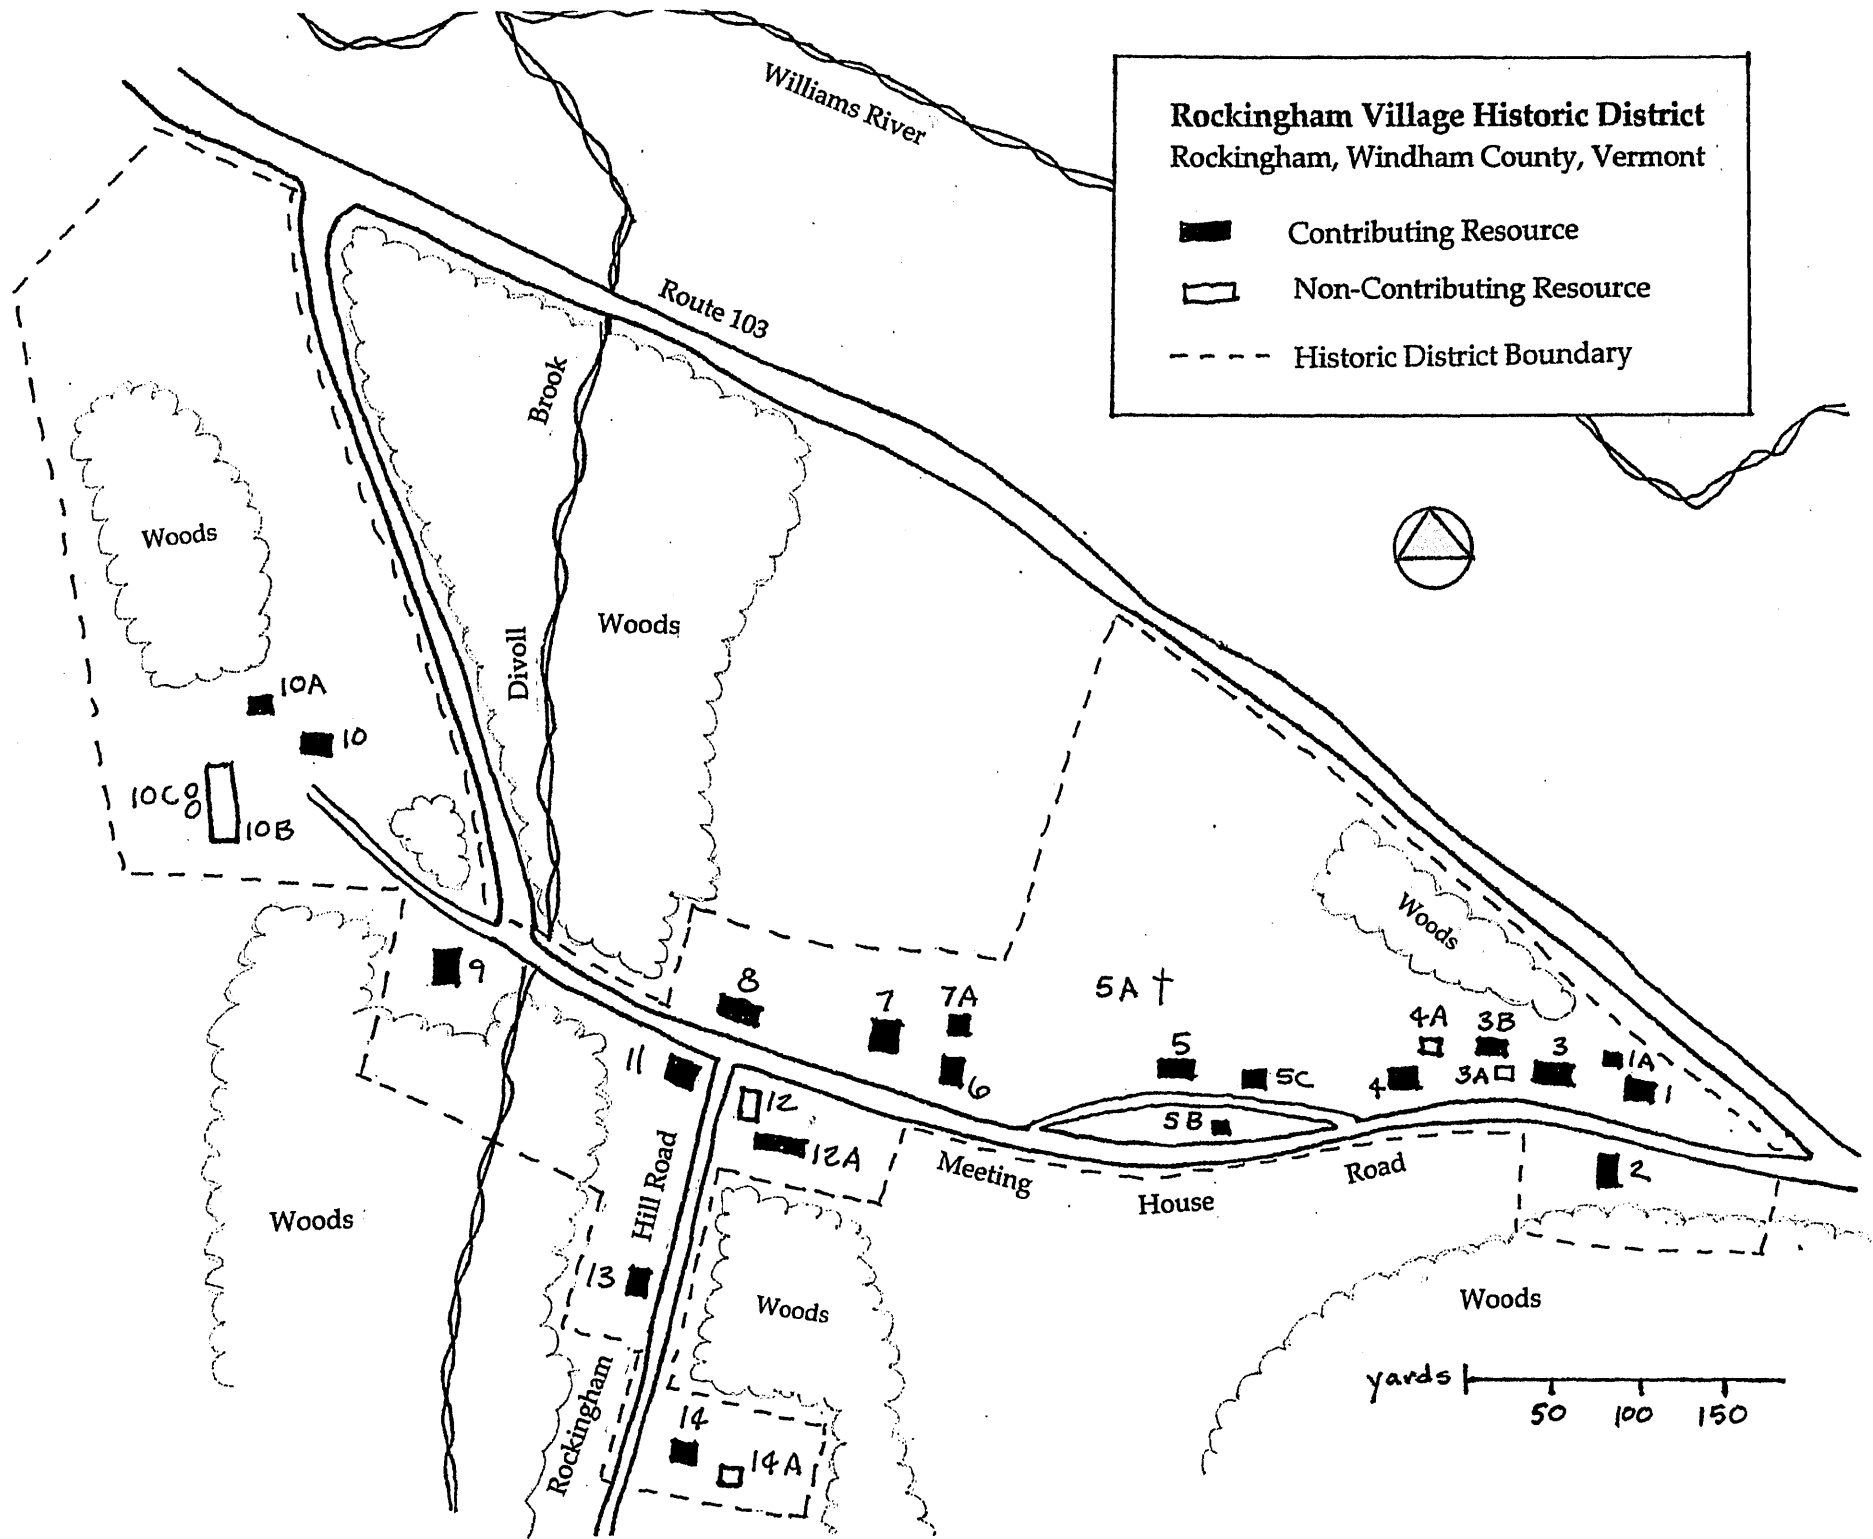 Rockingham Village Historic District
Rockingham, Windham County, Vermont
Contributing Resource
Non-Contributing Resource
Historic District Boundary
Williams River
Route 103
Brook
Divoll
Woods
Woods
Woods
10A
10
10C
10B
9
8
7
7A
6
5A
5
5C
5B
4A
3B
4
3A
3
1A
1
2
11
12
12A
Meeting
House
Road
Hill Road
Rockingham
13
14
14A
Woods
Woods
Woods
yards
50 100 150